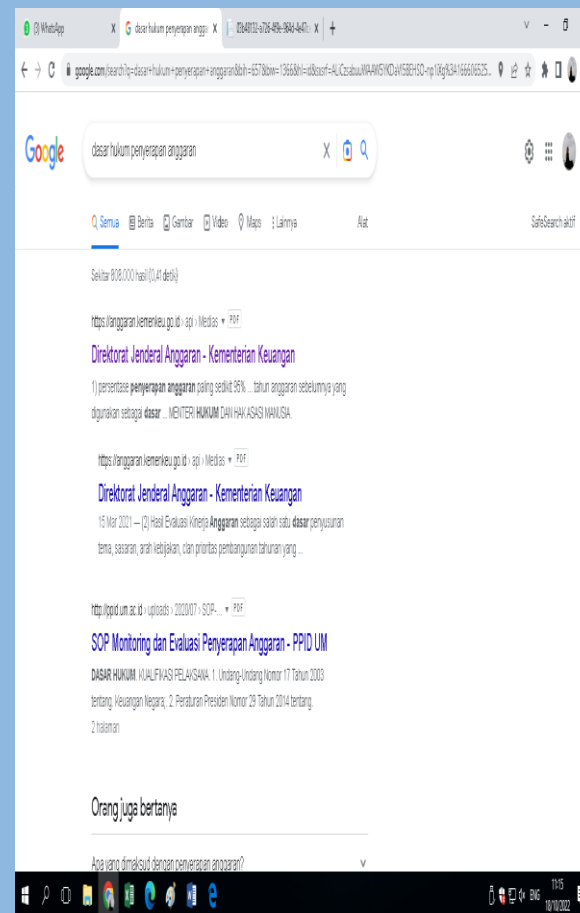 (3) WhatsApp
dasar hukum penyerapan angga
google.com/search?q=dasar+hukum+penyerapan+anggaran&bih=657&biw=1366&hl=id&sxsrf=
Google
dasar hukum penyerapan anggaran
Semua Berita Gambar Video Maps Lainnya Alat SafeSearch aktif
Sekitar 808.000 hasil (0,41 detik)
https://anggaran.kemenkeu.go.id › api › Medias PDF
Direktorat Jenderal Anggaran - Kementerian Keuangan
1) persentase penyerapan anggaran paling sedikit 95% ... tahun anggaran sebelumnya yang
digunakan sebagai dasar ... MENTERI HUKUM DAN HAK ASASI MANUSIA.
https://anggaran.kemenkeu.go.id › api › Medias PDF
Direktorat Jenderal Anggaran - Kementerian Keuangan
15 Mar 2021 — (2) Hasil Evaluasi Kinerja Anggaran sebagai salah satu dasar penyusunan
tema, sasaran, arah kebijakan, dan prioritas pembangunan tahunan yang ...
http://ppid.um.ac.id › uploads › 2020/07 › SOP-... PDF
SOP Monitoring dan Evaluasi Penyerapan Anggaran - PPID UM
DASAR HUKUM. KUALIFIKASI PELAKSANA. 1. Undang-Undang Nomor 17 Tahun 2003
tentang. Keuangan Negara;. 2. Peraturan Presiden Nomor 29 Tahun 2014 tentang.
2 halaman
Orang juga bertanya
Apa yang dimaksud dengan penyerapan anggaran?
ENG
11:15
18/10/2022